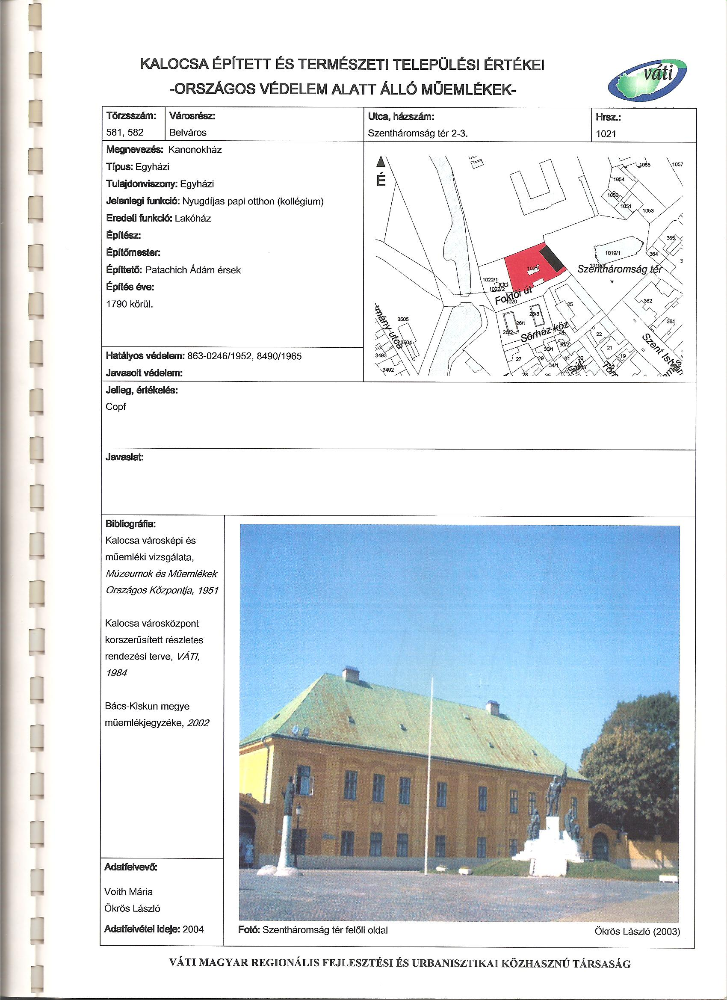 KALOCSA ÉPÍTETT ÉS TERMÉSZETI TELEPÜLÉSI ÉRTÉKEI
-ORSZÁGOS VÉDELEM ALATT ÁLLÓ MŰEMLÉKEK-
váti
Törzsszám:
581, 582
Városrész:
Belváros
Utca, házszám:
Szentháromság tér 2-3.
Hrsz.:
1021
Megnevezés: Kanonokház
Típus: Egyházi
Tulajdonviszony: Egyházi
Jelenlegi funkció: Nyugdíjas papi otthon (kollégium)
Eredeti funkció: Lakóház
Építész:
Építőmester:
Építtető: Patachich Ádám érsek
Építés éve:
1790 körül.
Hatályos védelem: 863-0246/1952, 8490/1965
Javasolt védelem:
É
1055
1057
1054
1050
1051
1053
365
364
1019/1
Szentháromság tér
1021
1022/1
1022/2
Foktői út
1020
25
362
361
26/3
26/1
26/2
Sörház köz
24
22
21
19
30/2
30/1
27
29
31
32
34/1
28
35
3505
3504
3493
3492
mány utca
Szent István
Jelleg, értékelés:
Copf
Javaslat:
Bibliográfia:
Kalocsa városképi és
műemléki vizsgálata,
Múzeumok és Műemlékek
Országos Központja, 1951
Kalocsa városközpont
korszerűsített részletes
rendezési terve, VÁTI,
1984
Bács-Kiskun megye
műemlékjegyzéke, 2002
Adatfelvevő:
Voith Mária
Ökrös László
Adatfelvétel ideje: 2004
Fotó: Szentháromság tér felőli oldal
Ökrös László (2003)
VÁTI MAGYAR REGIONÁLIS FEJLESZTÉSI ÉS URBANISZTIKAI KÖZHASZNÚ TÁRSASÁG